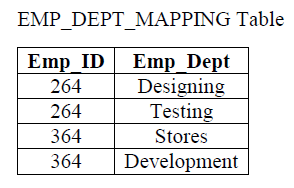 EMP_DEPT_MAPPING Table
Emp_ID Emp_Dept
264 Designing
264 Testing
364 Stores
364 Development